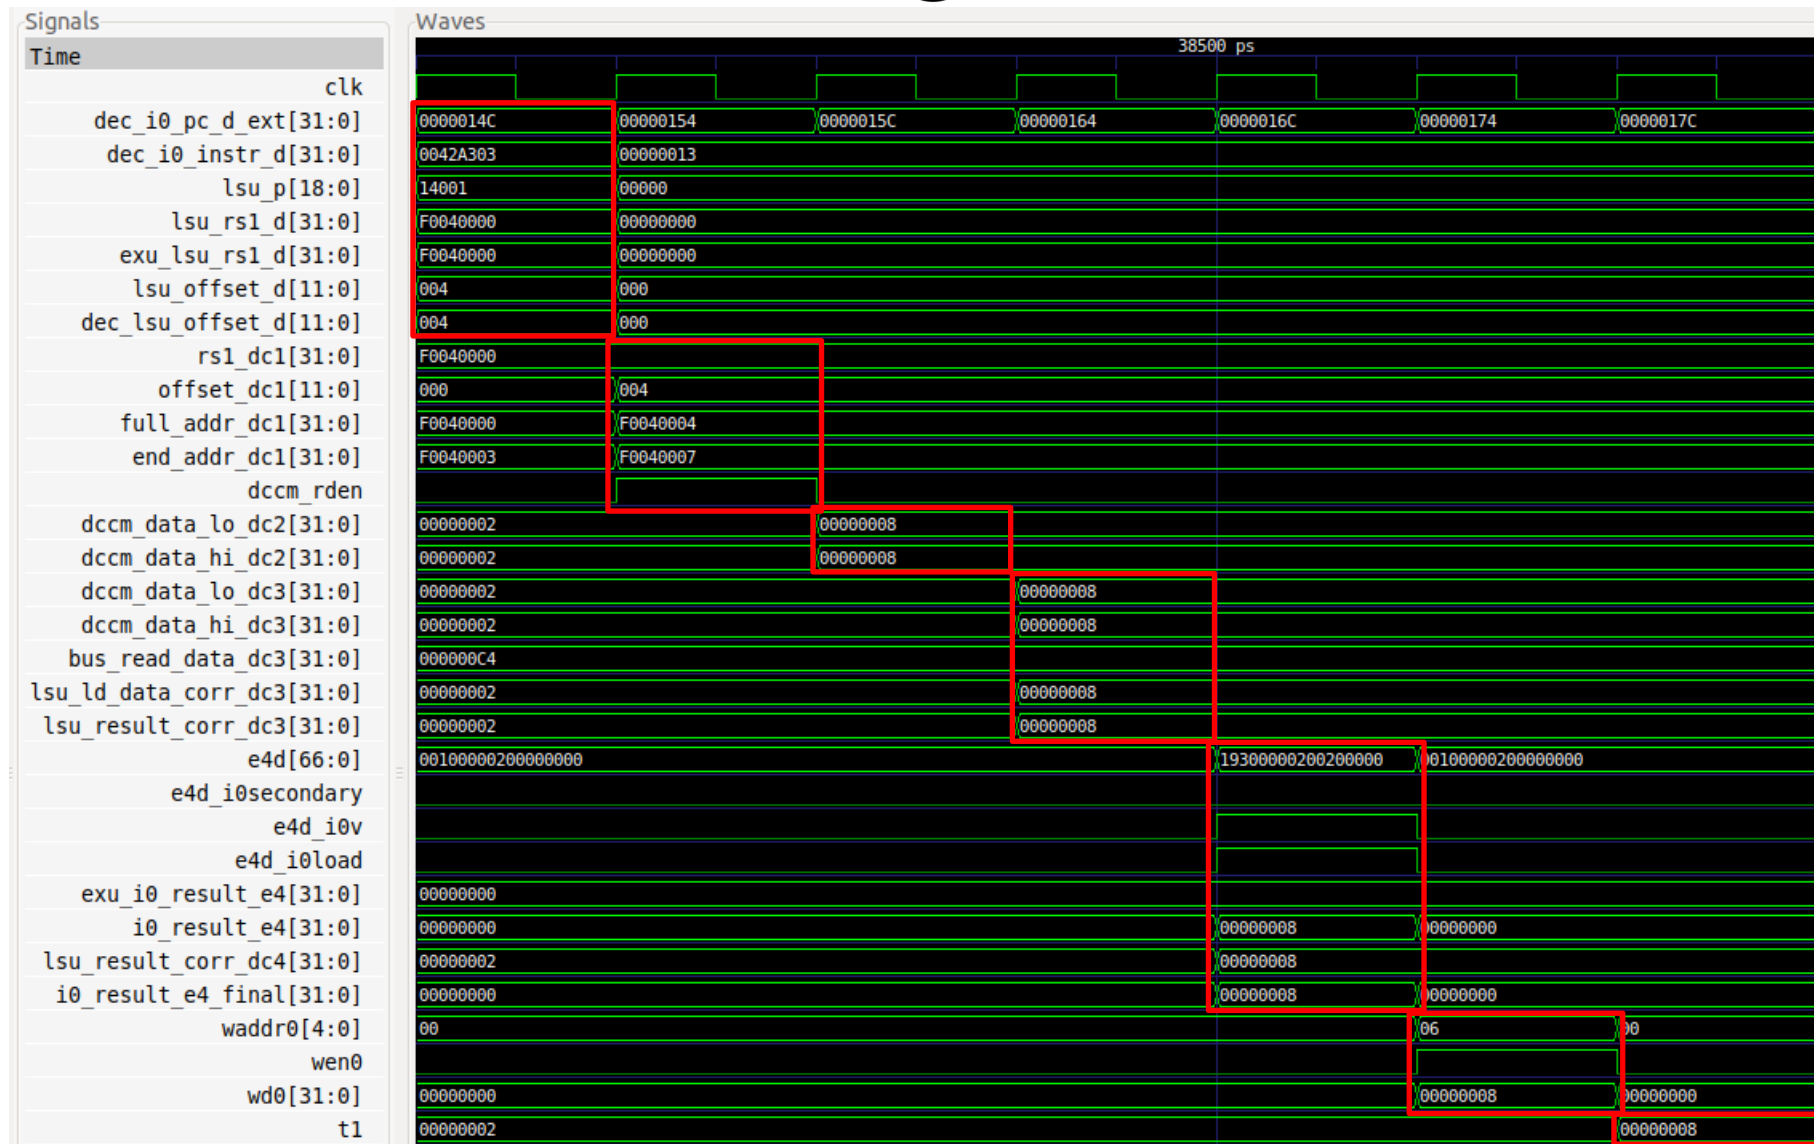 Signals Waves
Time 38500 ps
clk
dec_i0_pc_d_ext[31:0] 0000014C 00000154 0000015C 00000164 0000016C 00000174 0000017C
dec_i0_instr_d[31:0] 0042A303 00000013
lsu_p[18:0] 14001 00000
lsu_rs1_d[31:0] F0040000 00000000
exu_lsu_rs1_d[31:0] F0040000 00000000
lsu_offset_d[11:0] 004 000
dec_lsu_offset_d[11:0] 004 000
rs1_dc1[31:0] F0040000
offset_dc1[11:0] 000 004
full_addr_dc1[31:0] F0040000 F0040004
end_addr_dc1[31:0] F0040003 F0040007
dccm_rden
dccm_data_lo_dc2[31:0] 00000002 00000008
dccm_data_hi_dc2[31:0] 00000002 00000008
dccm_data_lo_dc3[31:0] 00000002 00000008
dccm_data_hi_dc3[31:0] 00000002 00000008
bus_read_data_dc3[31:0] 000000C4
lsu_ld_data_corr_dc3[31:0] 00000002 00000008
lsu_result_corr_dc3[31:0] 00000002 00000008
e4d[66:0] 00100000200000000 19300000200200000 00100000200000000
e4d_i0secondary
e4d_i0v
e4d_i0load
exu_i0_result_e4[31:0] 00000000
i0_result_e4[31:0] 00000000 00000008 00000000
lsu_result_corr_dc4[31:0] 00000002 00000008
i0_result_e4_final[31:0] 00000000 00000008 00000000
waddr0[4:0] 00 06 00
wen0
wd0[31:0] 00000000 00000008 00000000
t1 00000002 00000008